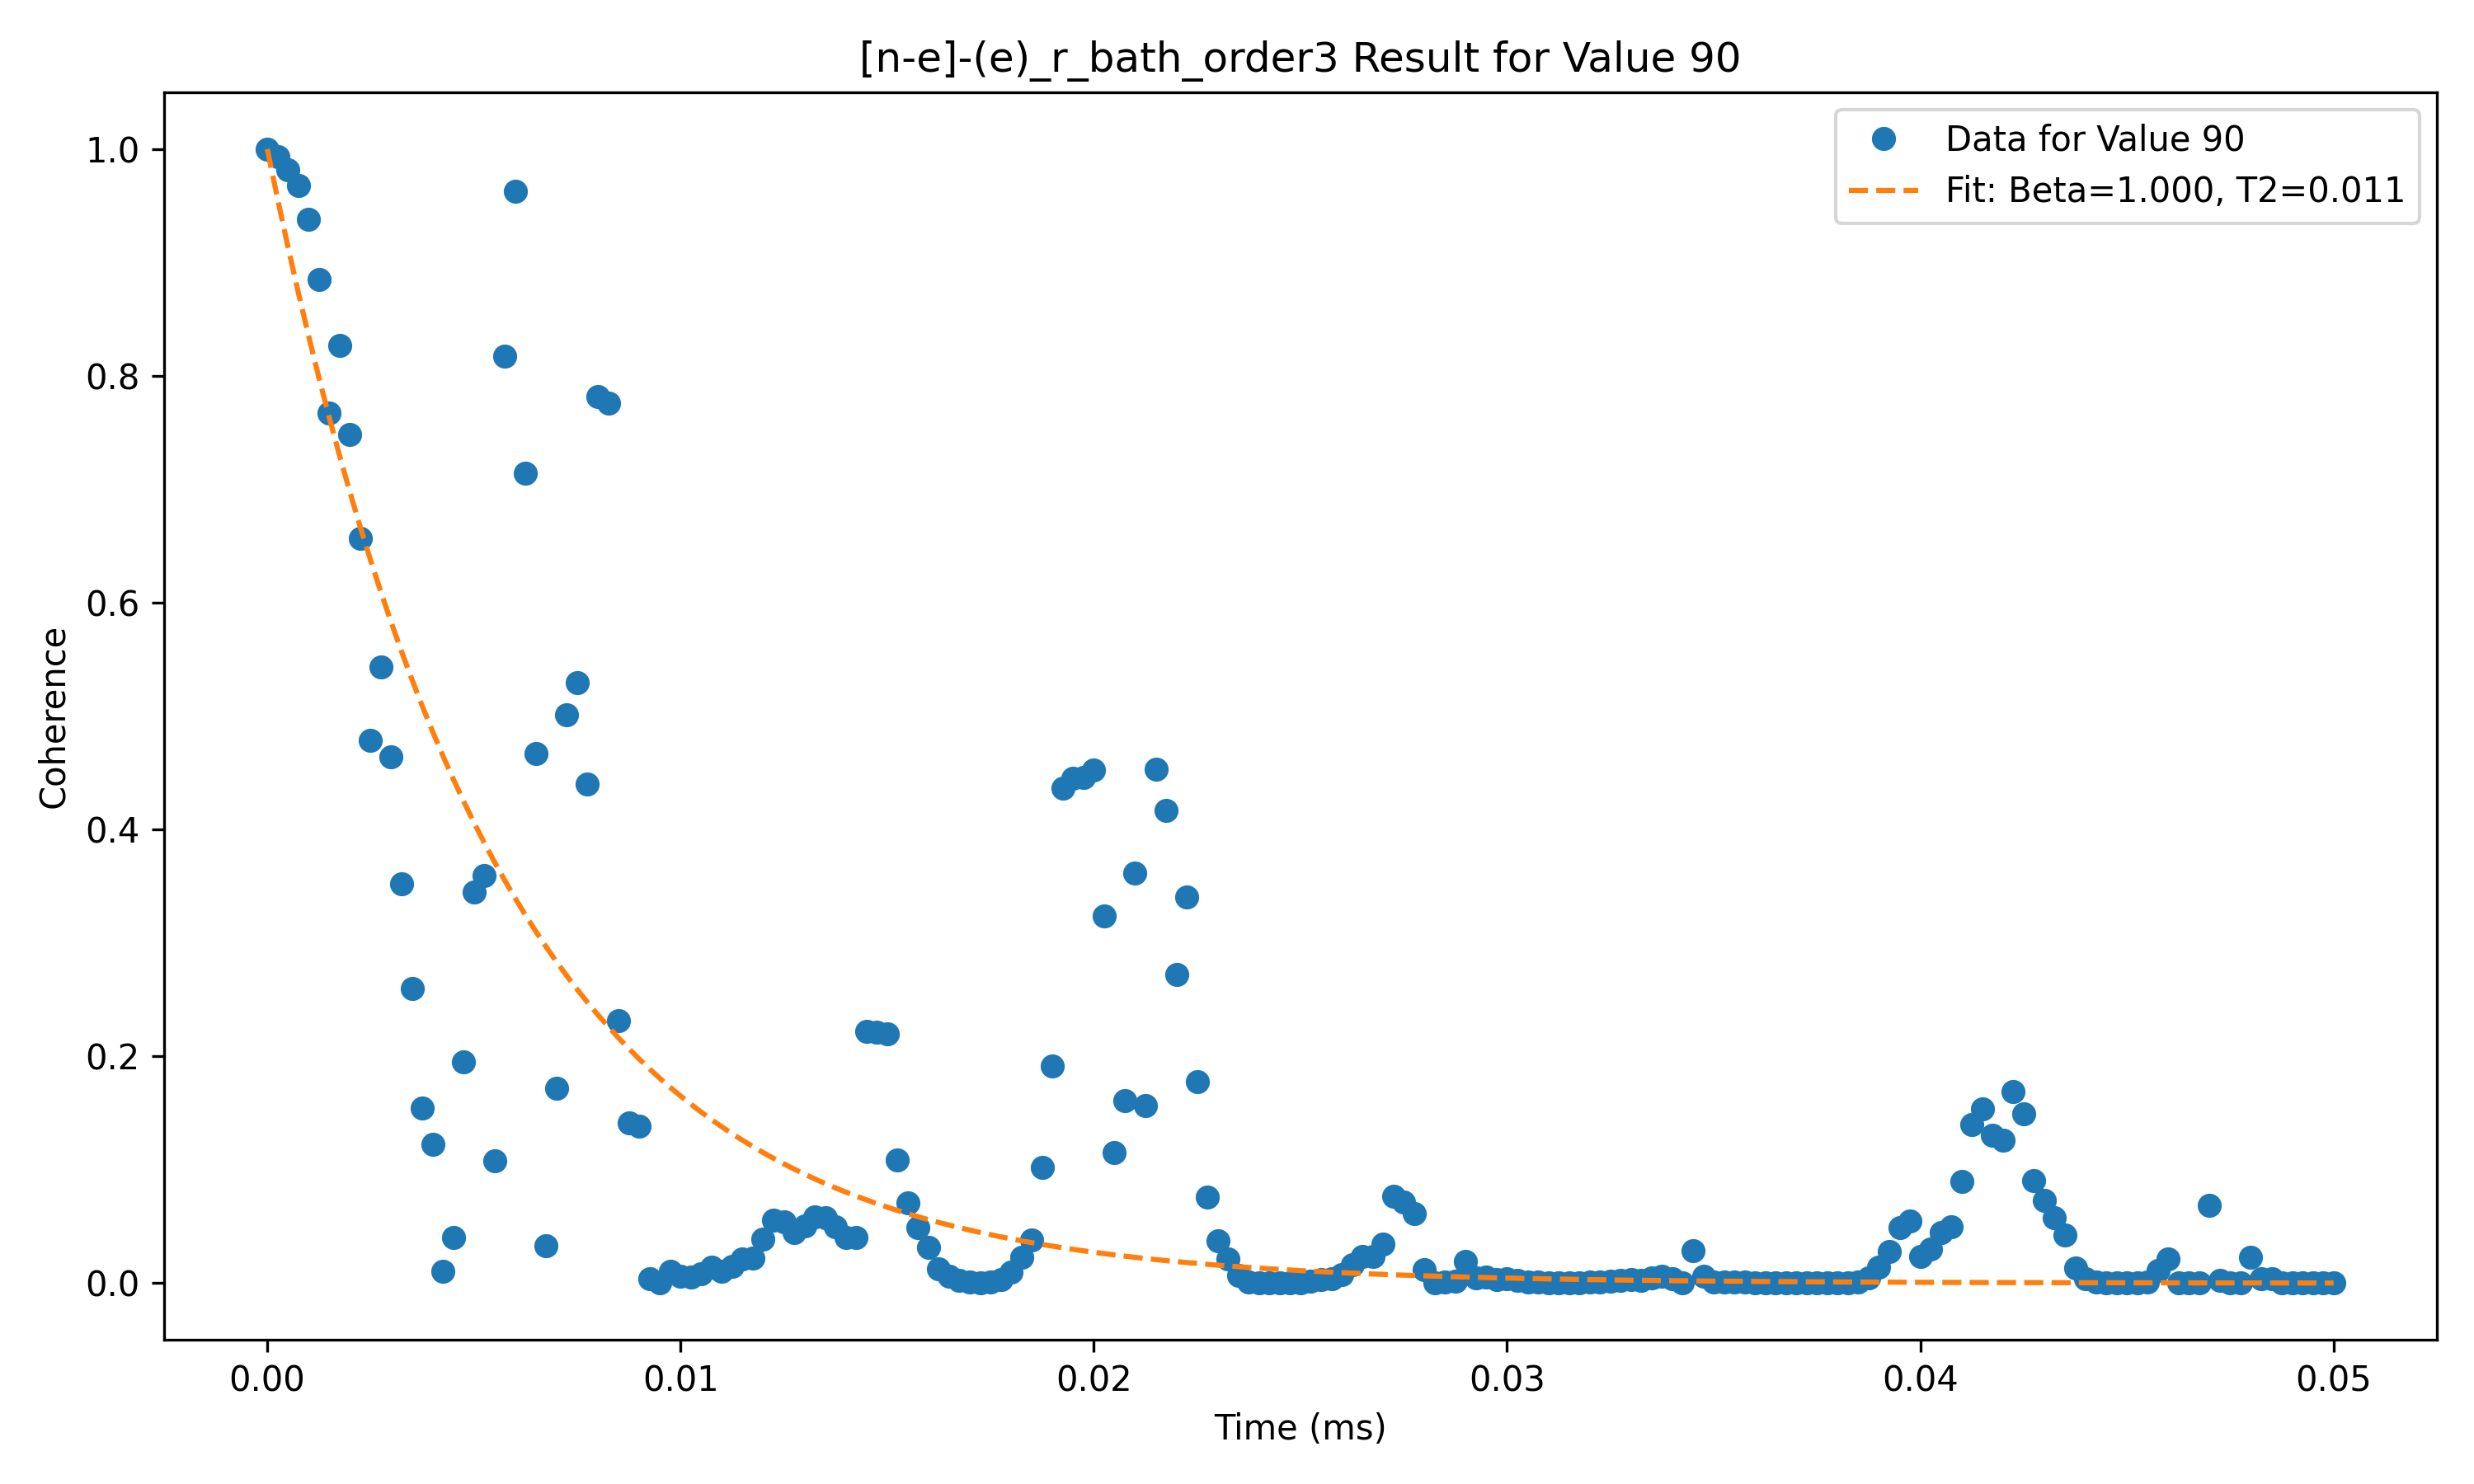 [n-e]-(e)_r_bath_order3 Result for Value 90
Data for Value 90
Fit: Beta=1.000, T2=0.011
Coherence
1.0
0.8
0.6
0.4
0.2
0.0
0.00 0.01 0.02 0.03 0.04 0.05
Time (ms)